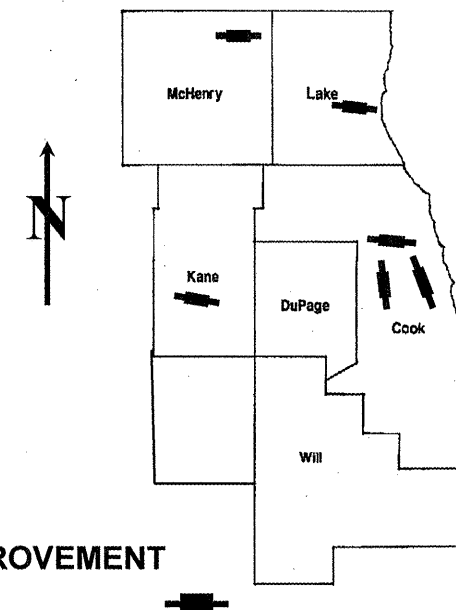 McHenry
Lake
N
Kane
DuPage
Cook
Will
ROVEMENT